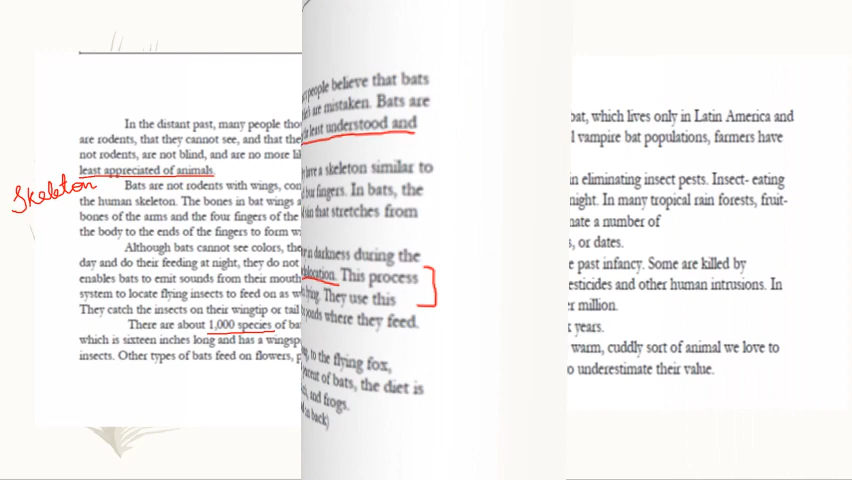 In the distant past, many people tho
are rodents, that they cannot see, and that the
not rodents, are not blind, and are no more lik
least appreciated of animals.
Skeleton
Bats are not rodents with wings, con
the human skeleton. The bones in bat wings a
bones of the arms and the four fingers of the
the body to the ends of the fingers to form w
Although bats cannot see colors, the
day and do their feeding at night, they do not
enables bats to emit sounds from their mouth
system to locate flying insects to feed on as w
They catch the insects on their wingtip or tail
There are about 1,000 species of ba
which is sixteen inches long and has a wingsp
insects. Other types of bats feed on flowers, p
people believe that bats
are mistaken. Bats are
least understood and
have a skeleton similar to
four fingers. In bats, the
that stretches from
in darkness during the
This process
They use this
ponds where they feed.
to the flying fox,
percent of bats, the diet is
and frogs.
back)
bat, which lives only in Latin America and
l vampire bat populations, farmers have
in eliminating insect pests. Insect- eating
night. In many tropical rain forests, fruit-
nate a number of
s, or dates.
e past infancy. Some are killed by
esticides and other human intrusions. In
er million.
x years.
warm, cuddly sort of animal we love to
o underestimate their value.